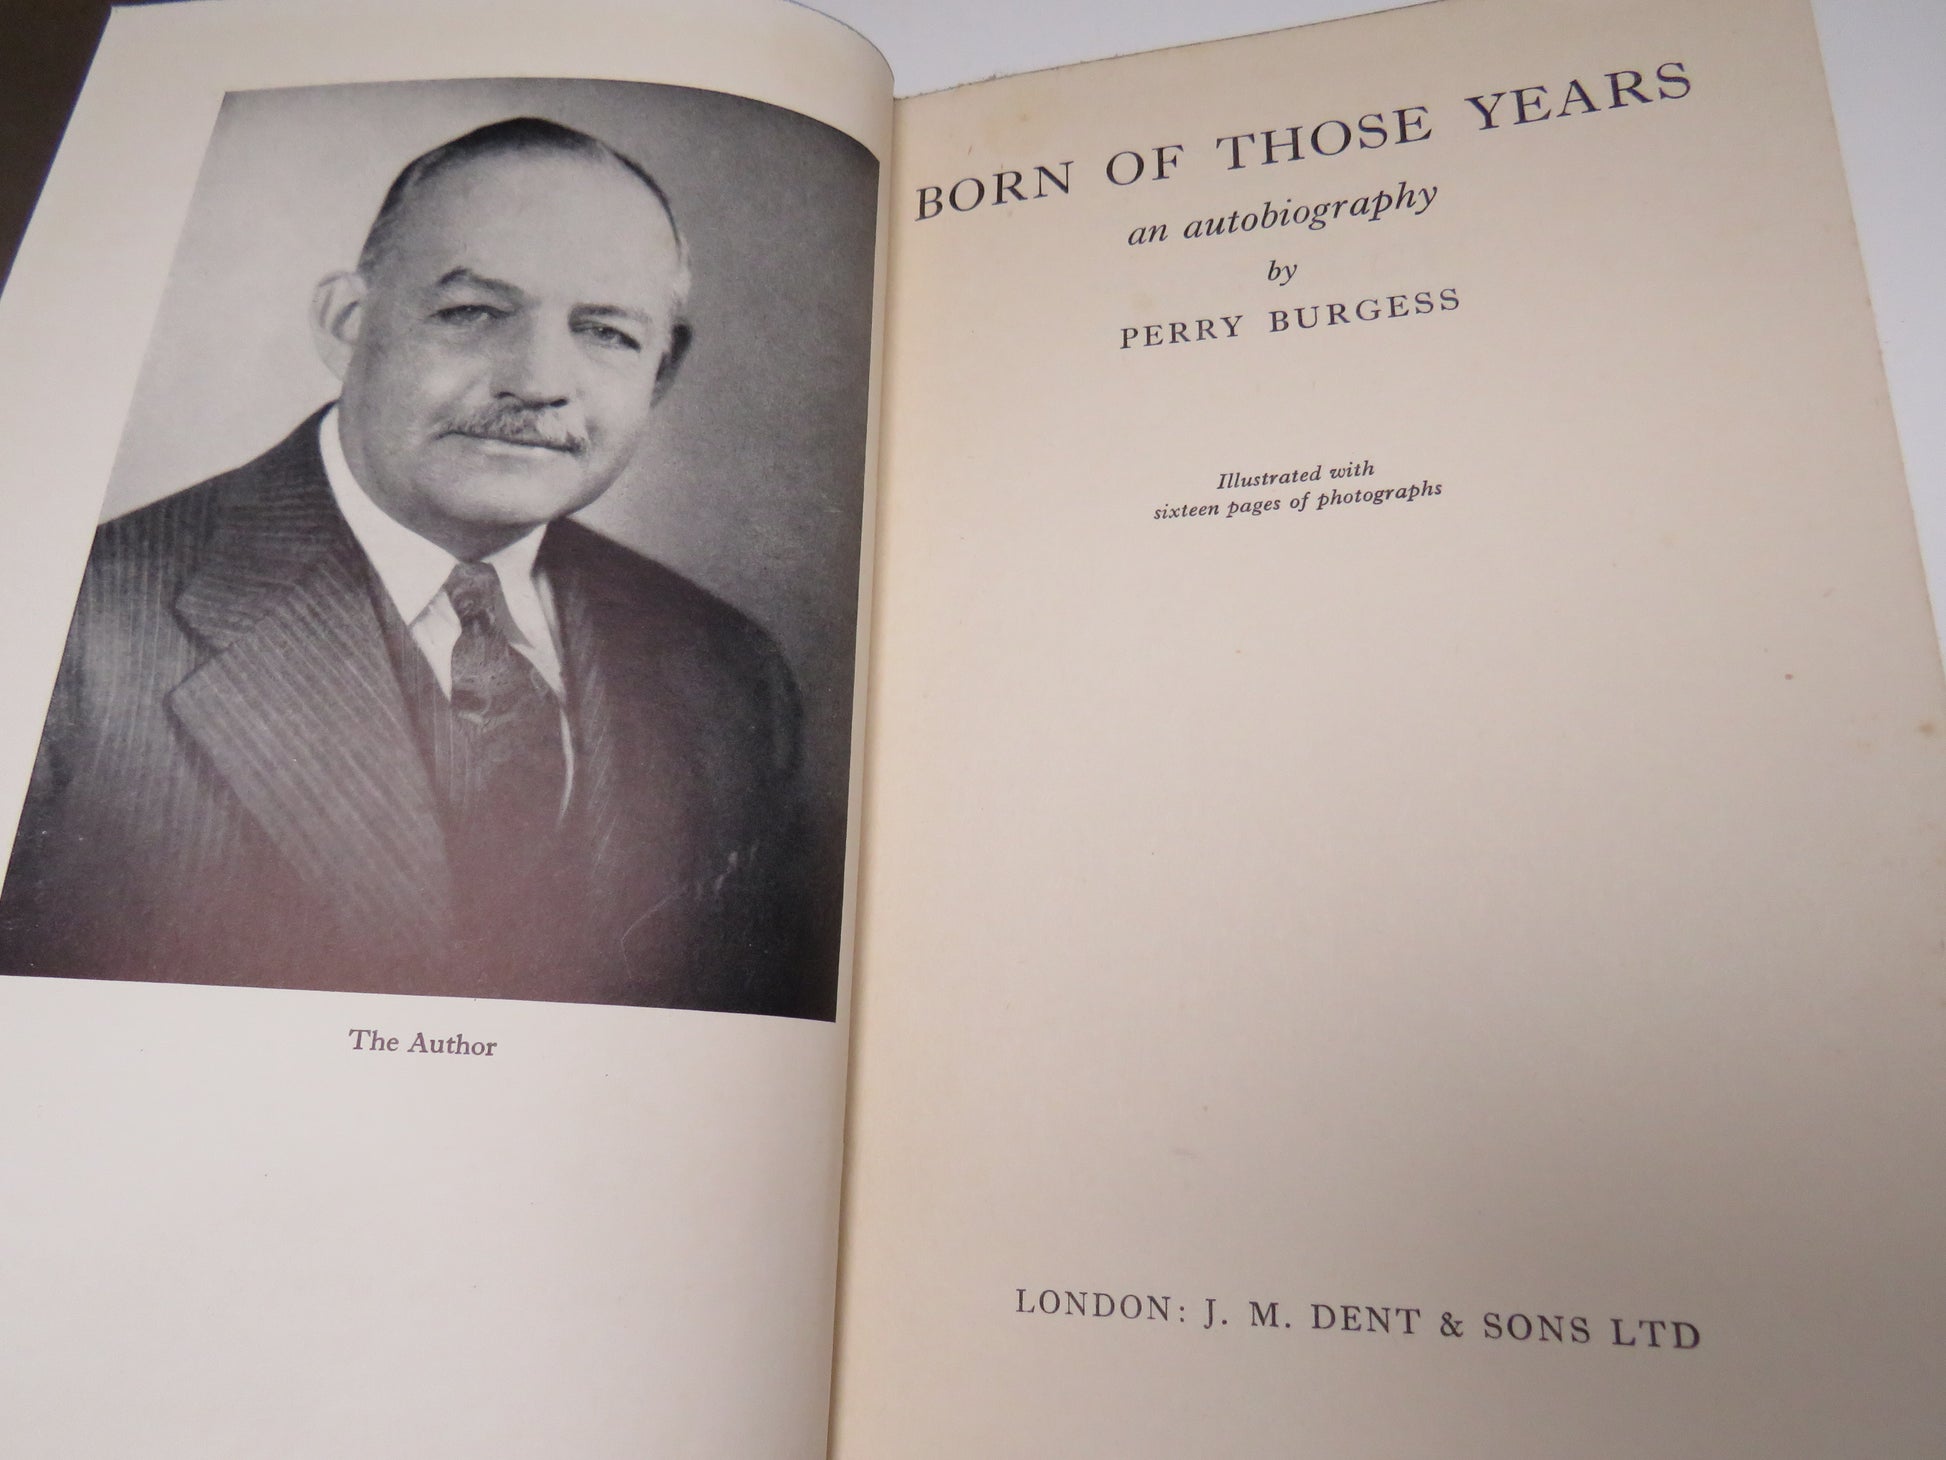 The Author
BORN OF THOSE YEARS
an autobiography
by
PERRY BURGESS
Illustrated with
sixteen pages of photographs
LONDON: J. M. DENT & SONS LTD